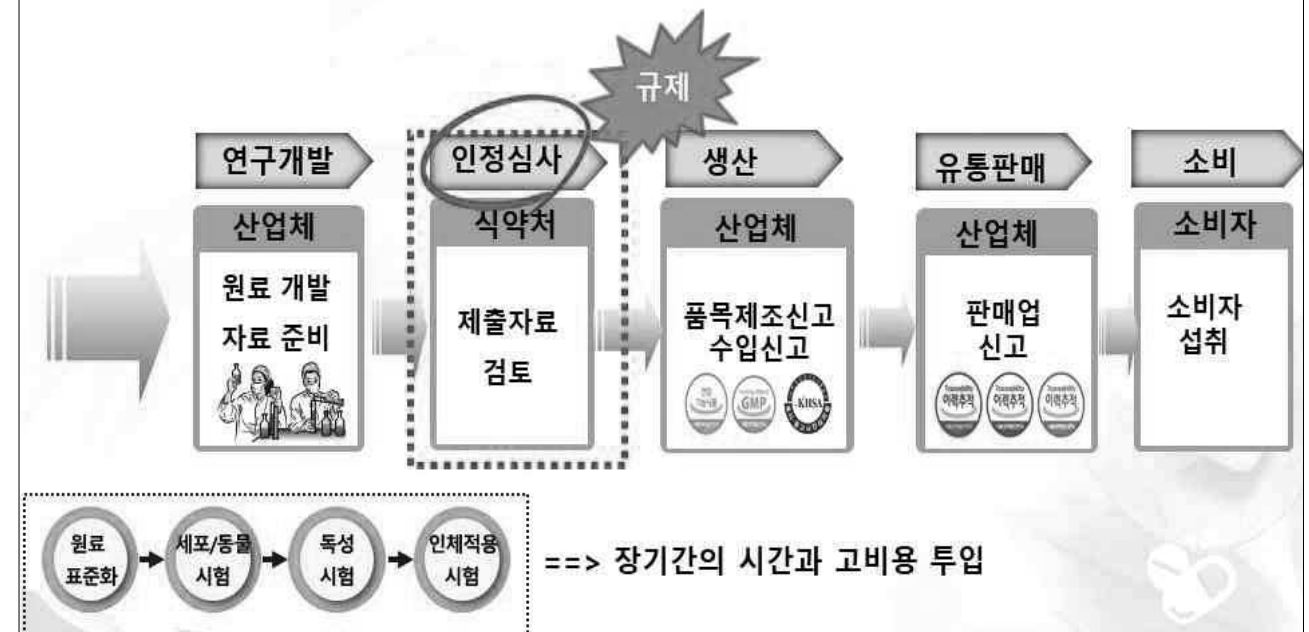 규제
연구개발
인정심사
생산
유통판매
소비
산업체
식약처
산업체
산업체
소비자
원료 개발
자료 준비
제출자료
검토
품목제조신고
수입신고
GMP
KHSA
판매업
신고
Traceability
이력추적
Traceability
이력추적
Traceability
이력추적
소비자
섭취
원료
표준화
세포/동물
시험
독성
시험
인체적용
시험
==> 장기간의 시간과 고비용 투입